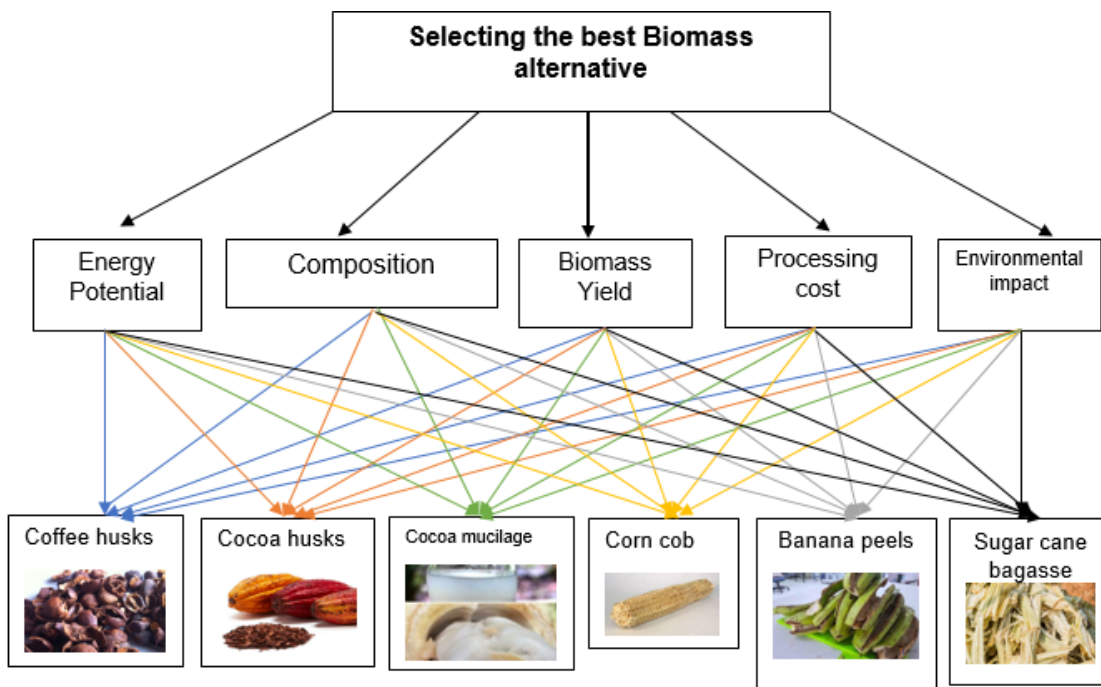 Selecting the best Biomass
alternative
Energy
Potential
Composition
Biomass
Yield
Processing
cost
Environmental
impact
Coffee husks
Cocoa husks
Cocoa mucilage
Corn cob
Banana peels
Sugar cane
bagasse